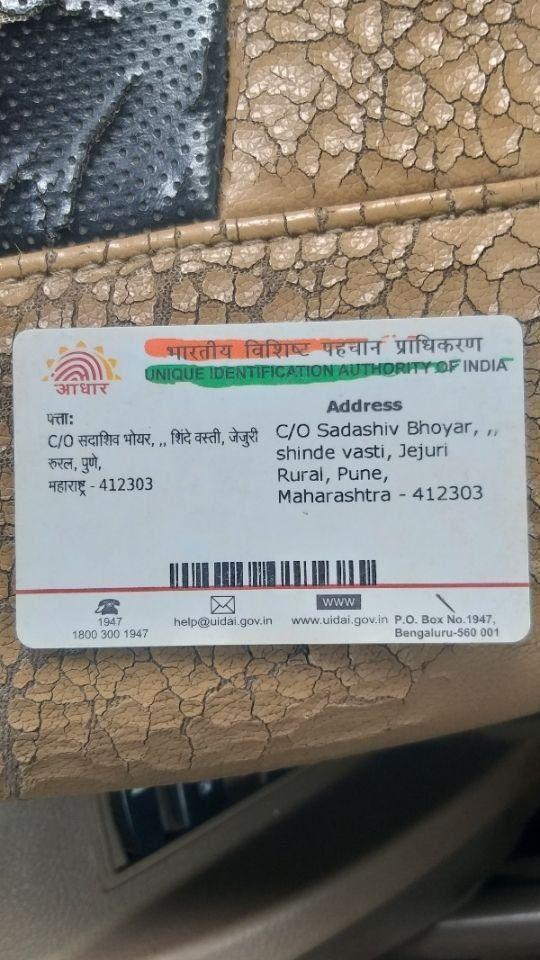 भारतीय विशिष्ट पहचान प्राधिकरण
UNIQUE IDENTIFICATION AUTHORITY OF INDIA
आधार
पत्ता:
C/O सदाशिव भोयर, ,, शिंदे वस्ती, जेजुरी
रुरल, पुणे,
महाराष्ट्र - 412303
Address
C/O Sadashiv Bhoyar, ,,
shinde vasti, Jejuri
Rural, Pune,
Maharashtra - 412303
1947
1800 300 1947
help@uidai.gov.in
www
www.uidai.gov.in
P.O. Box No.1947,
Bengaluru-560 001